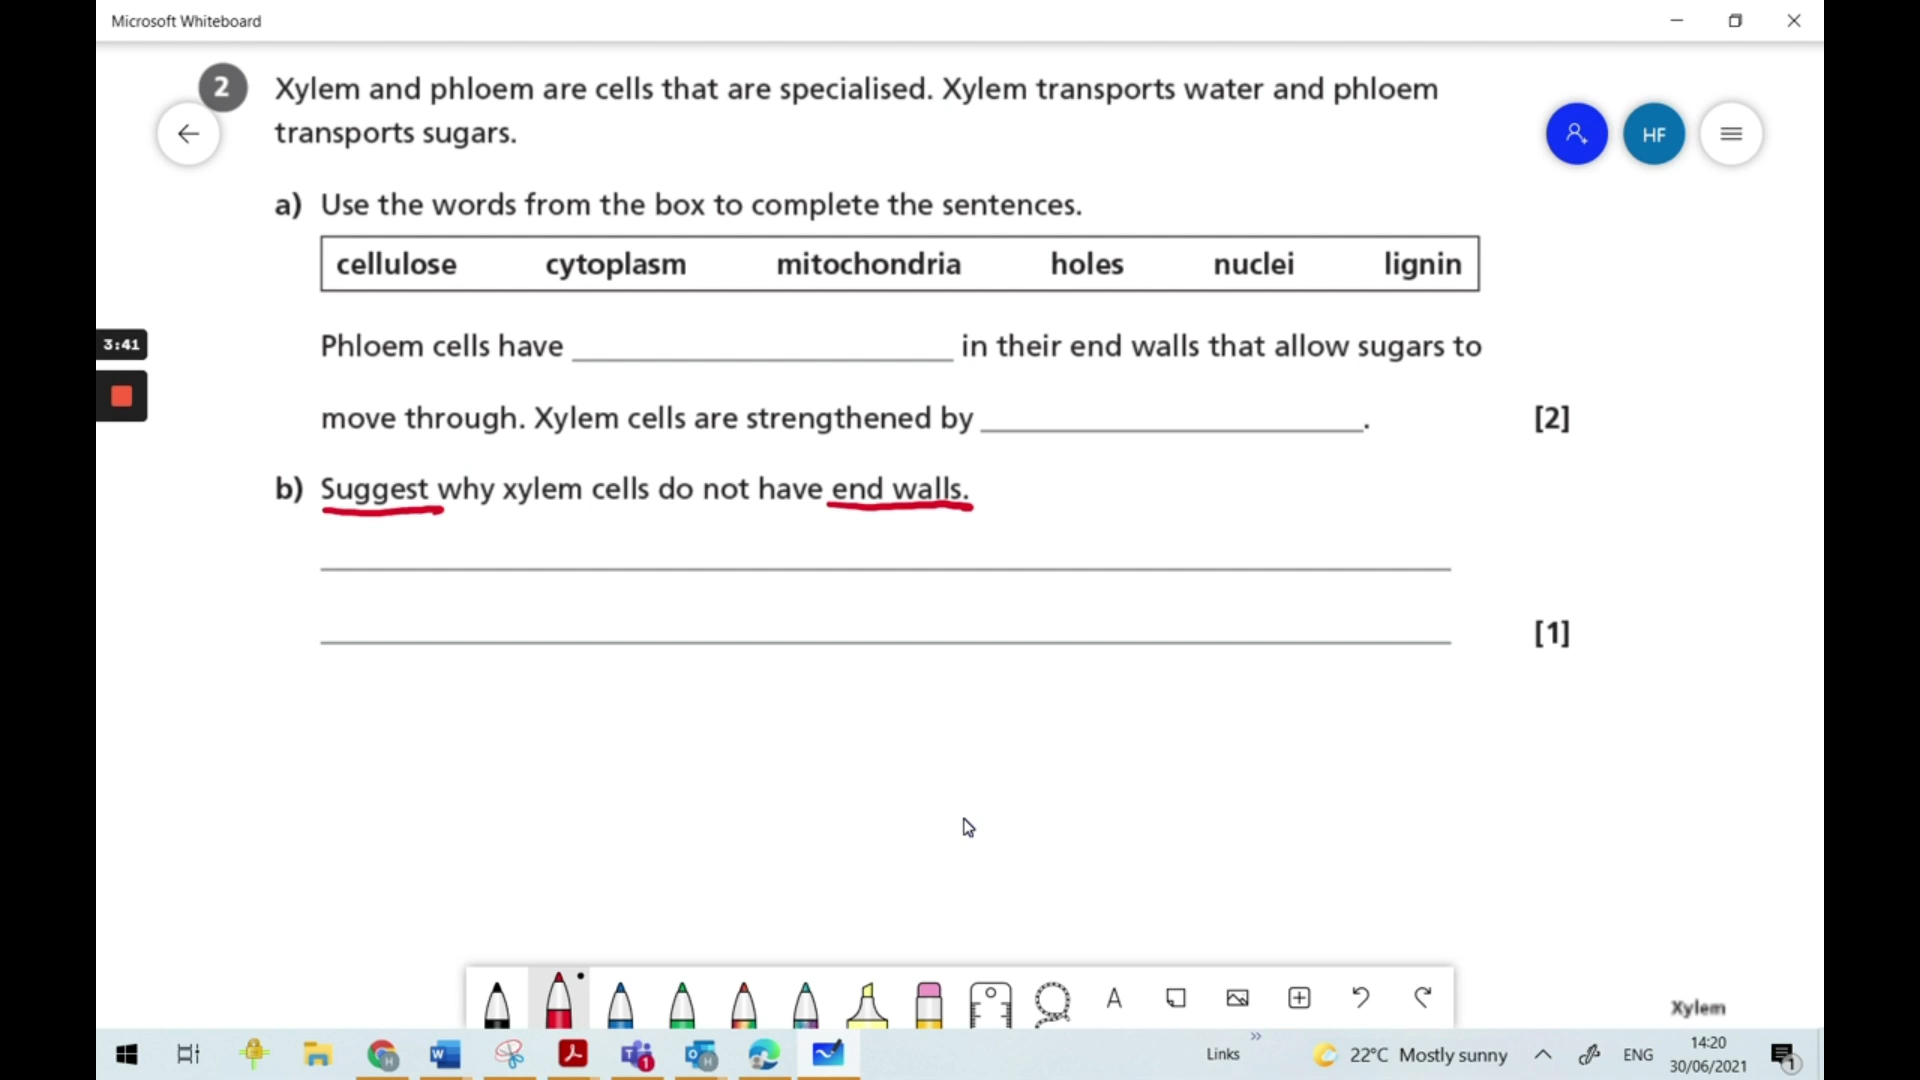 Microsoft Whiteboard
2 Xylem and phloem are cells that are specialised. Xylem transports water and phloem
transports sugars.
HF
a) Use the words from the box to complete the sentences.
cellulose cytoplasm mitochondria holes nuclei lignin
3:41
Phloem cells have ______ in their end walls that allow sugars to
move through. Xylem cells are strengthened by ______. [2]
b) Suggest why xylem cells do not have end walls.
[1]
A
Xylem
Links
22°C Mostly sunny
ENG
14:20
30/06/2021
1